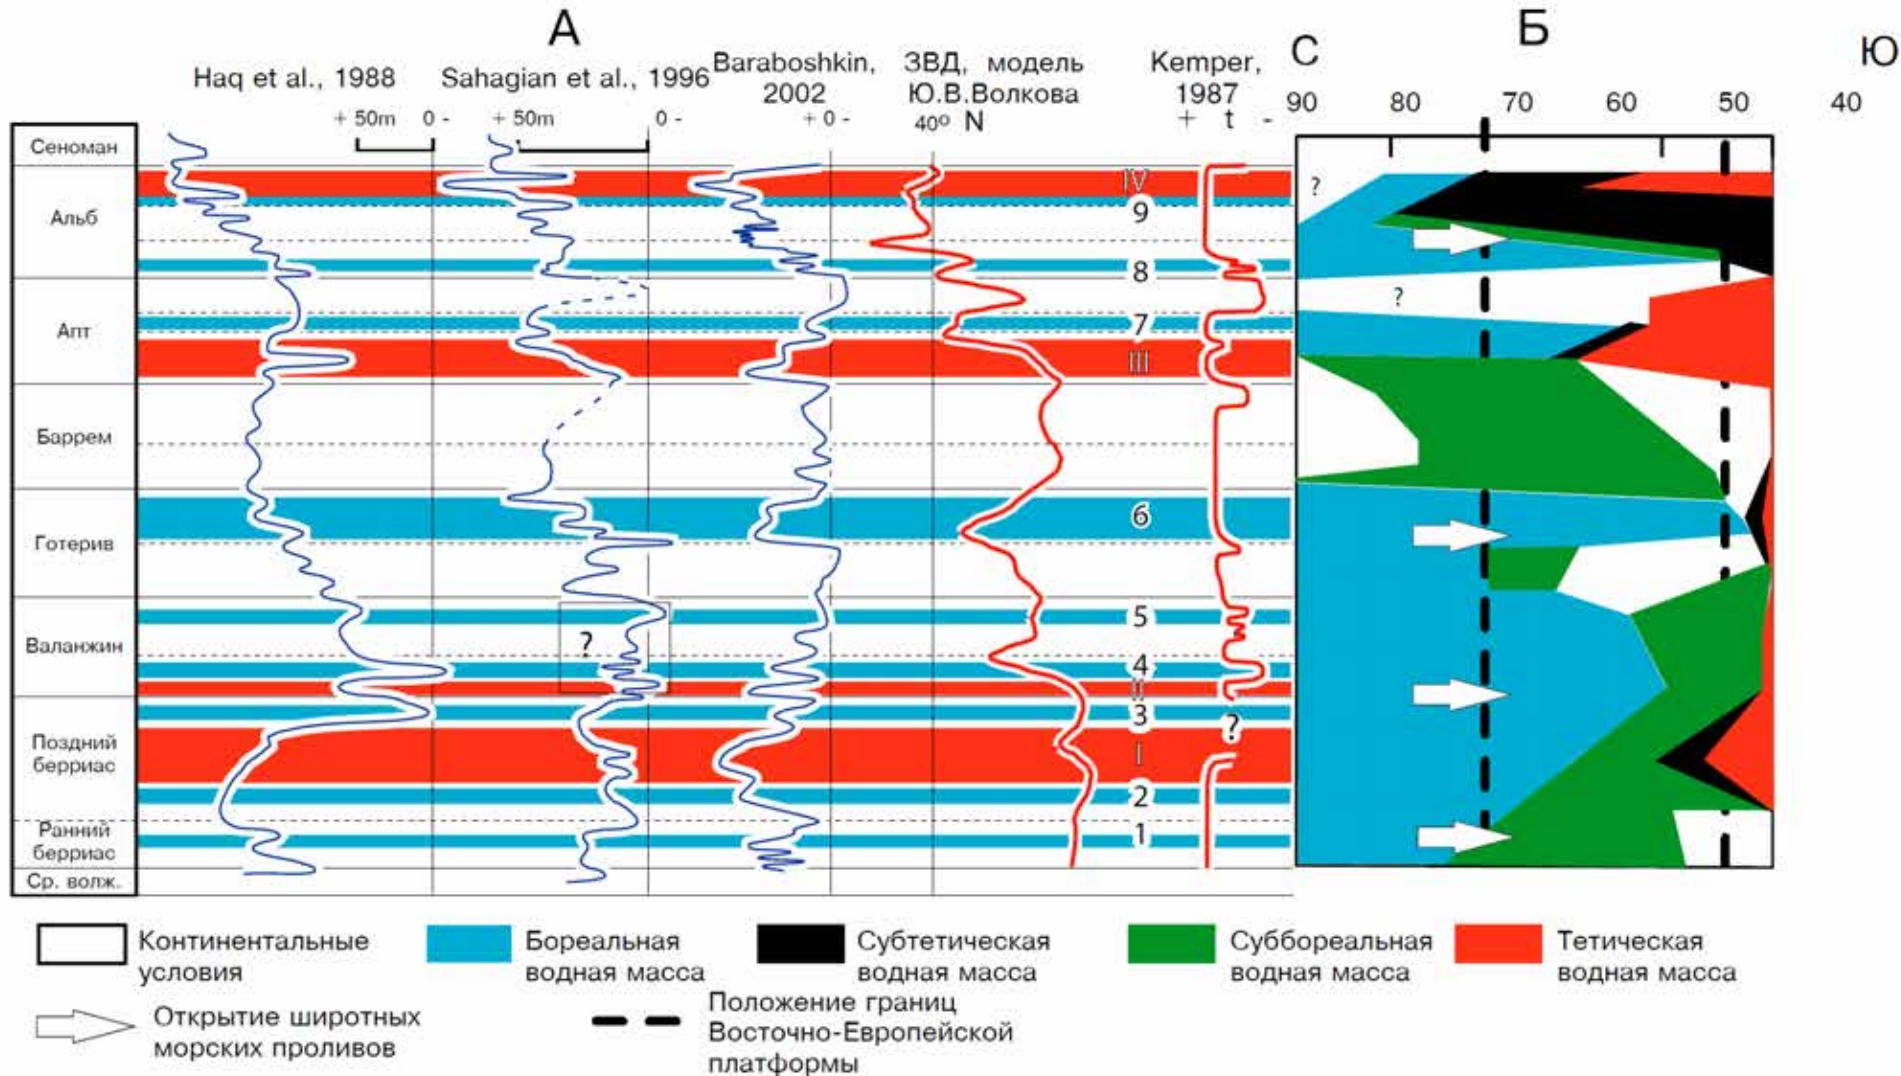 А
Б
С
Ю
Haq et al., 1988
Sahagian et al., 1996
Baraboshkin,
2002
ЗВД, модель
Ю.В.Волкова
Kemper,
1987
+ 50m 0 -
+ 50m 0 -
+ 0 -
40º N
+ t -
90 80 70 60 50 40
Сеноман
Альб
Апт
Баррем
Готерив
Валанжин
Поздний
берриас
Ранний
берриас
Ср. волж.
IV
9
8
7
III
6
5
4
II
3
I
2
1
?
?
?
?
Континентальные
условия
Бореальная
водная масса
Субтетическая
водная масса
Суббореальная
водная масса
Тетическая
водная масса
Открытие широтных
морских проливов
Положение границ
Восточно-Европейской
платформы